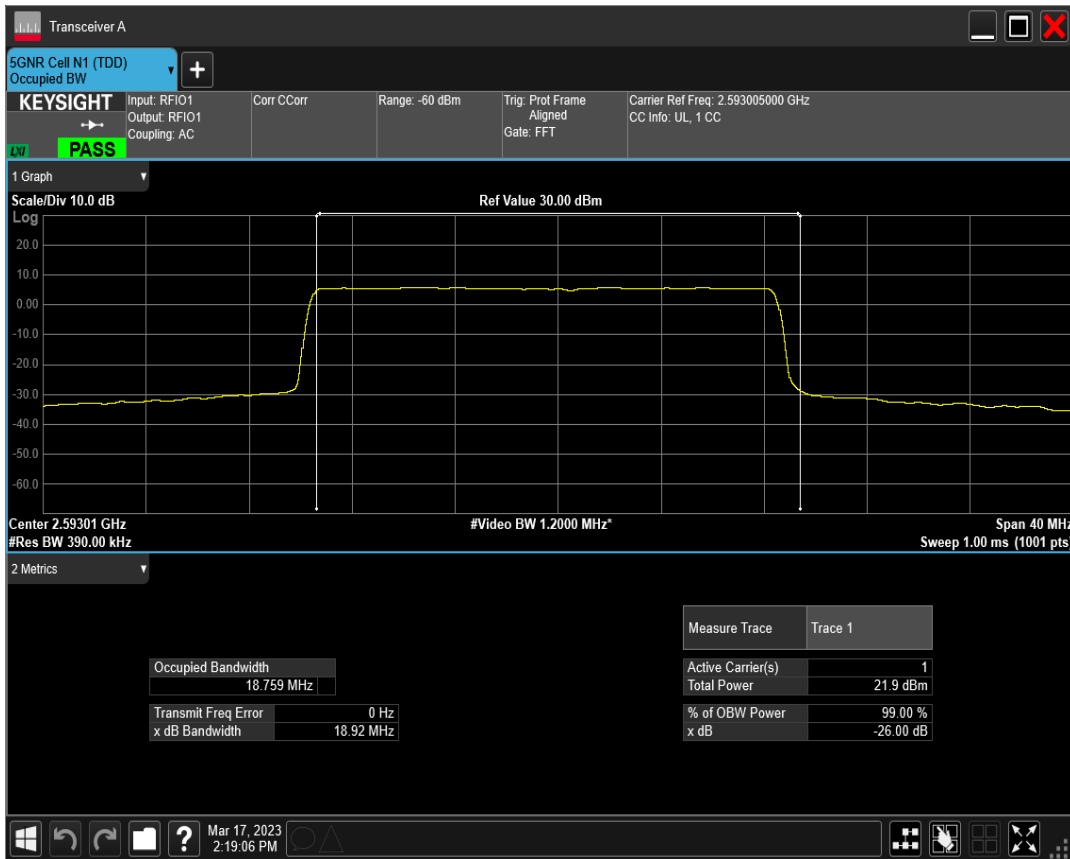 Transceiver A
5GNR Cell N1 (TDD)
Occupied BW
+
KEYSIGHT
LXI
PASS
Input: RFIO1
Output: RFIO1
Coupling: AC
Corr CCorr
Range: -60 dBm
Trig: Prot Frame
Aligned
Gate: FFT
Carrier Ref Freq: 2.593005000 GHz
CC Info: UL, 1 CC
1 Graph
Scale/Div 10.0 dB
Ref Value 30.00 dBm
Log
20.0
10.0
0.00
-10.0
-20.0
-30.0
-40.0
-50.0
-60.0
Center 2.59301 GHz
#Video BW 1.2000 MHz*
Span 40 MHz
#Res BW 390.00 kHz
Sweep 1.00 ms (1001 pts)
2 Metrics
Measure Trace Trace 1
Occupied Bandwidth
18.759 MHz
Active Carrier(s) 1
Total Power 21.9 dBm
Transmit Freq Error 0 Hz
x dB Bandwidth 18.92 MHz
% of OBW Power 99.00 %
x dB -26.00 dB
?
Mar 17, 2023
2:19:06 PM